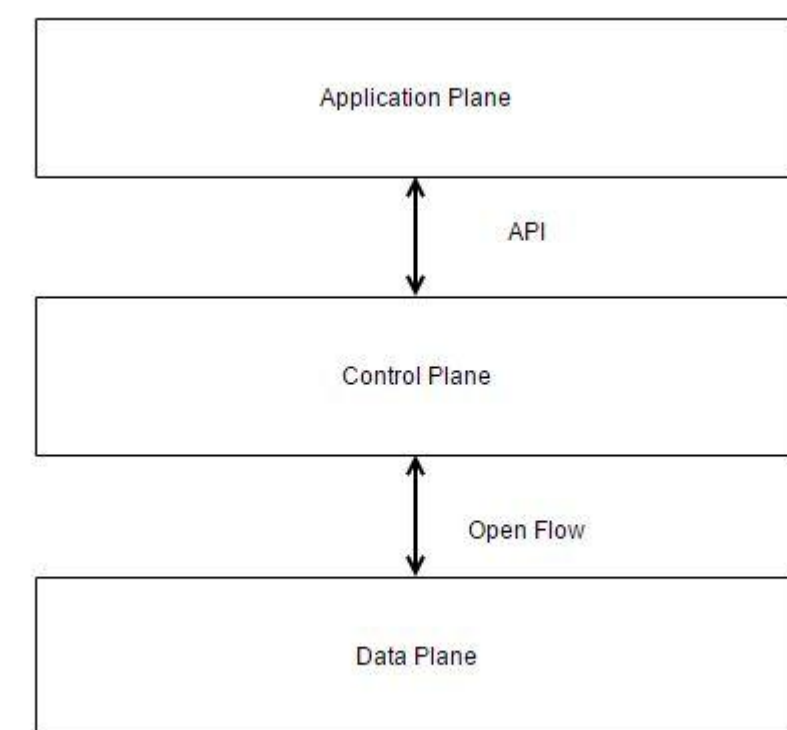 Application Plane
API
Control Plane
Open Flow
Data Plane